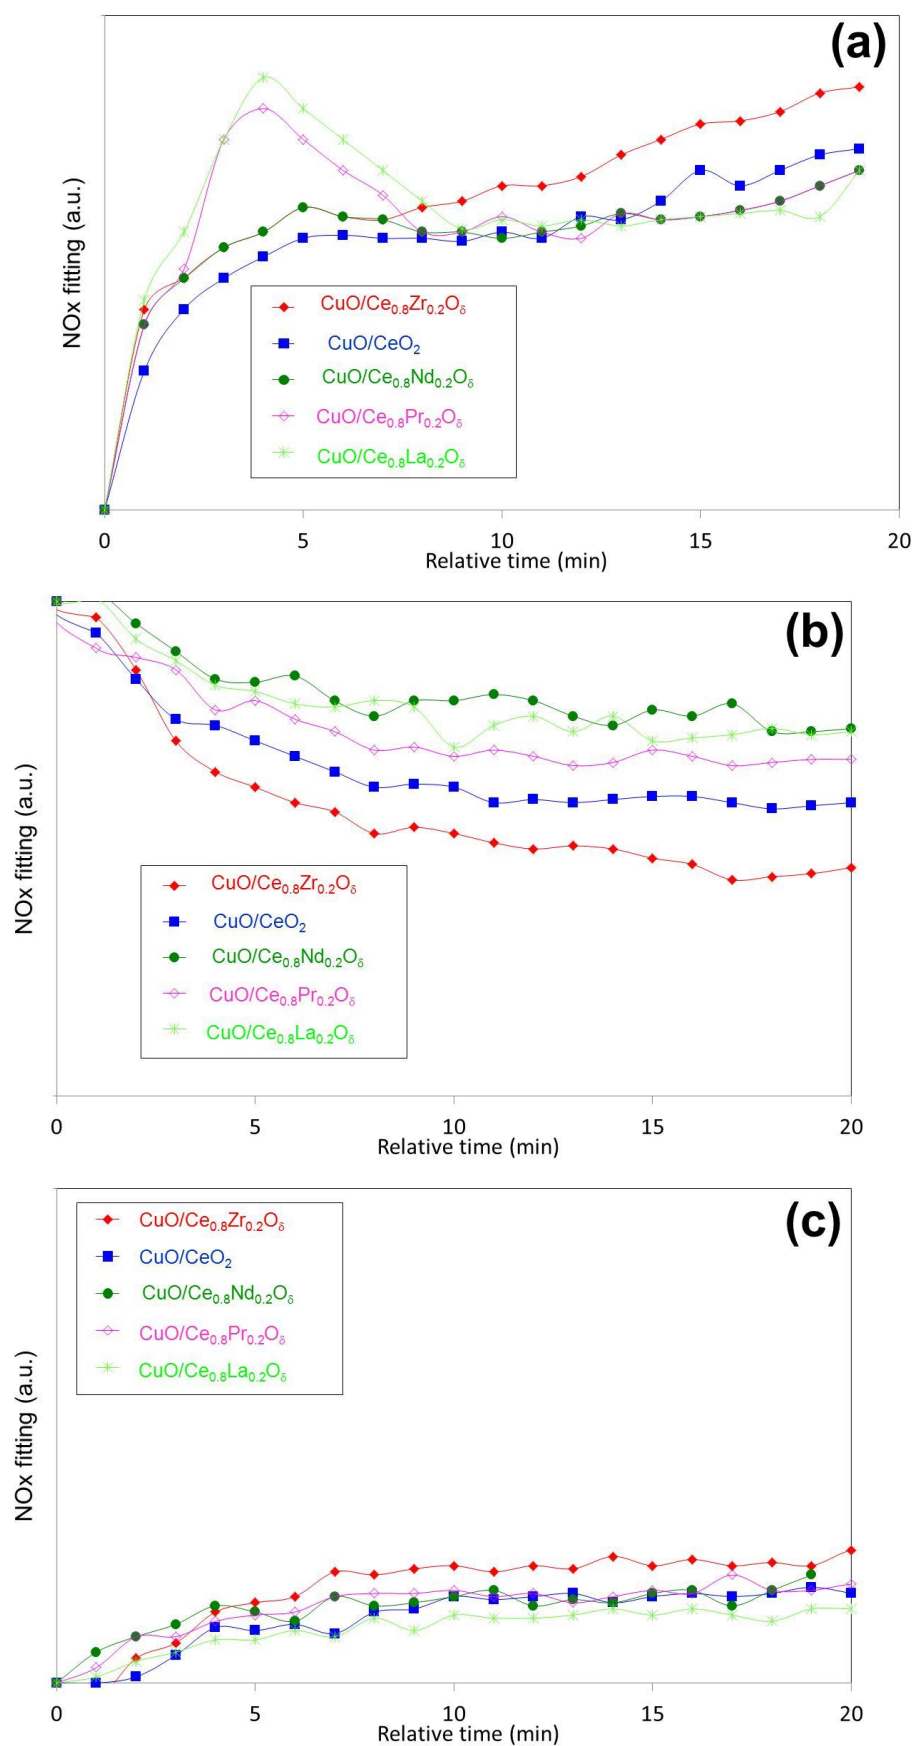 (a)
NOx fitting (a.u.)
CuO/Ce0.8Zr0.2Oδ
CuO/CeO2
CuO/Ce0.8Nd0.2Oδ
CuO/Ce0.8Pr0.2Oδ
CuO/Ce0.8La0.2Oδ
0 5 10 15 20
Relative time (min)
(b)
NOx fitting (a.u.)
CuO/Ce0.8Zr0.2Oδ
CuO/CeO2
CuO/Ce0.8Nd0.2Oδ
CuO/Ce0.8Pr0.2Oδ
CuO/Ce0.8La0.2Oδ
0 5 10 15 20
Relative time (min)
(c)
NOx fitting (a.u.)
CuO/Ce0.8Zr0.2Oδ
CuO/CeO2
CuO/Ce0.8Nd0.2Oδ
CuO/Ce0.8Pr0.2Oδ
CuO/Ce0.8La0.2Oδ
0 5 10 15 20
Relative time (min)